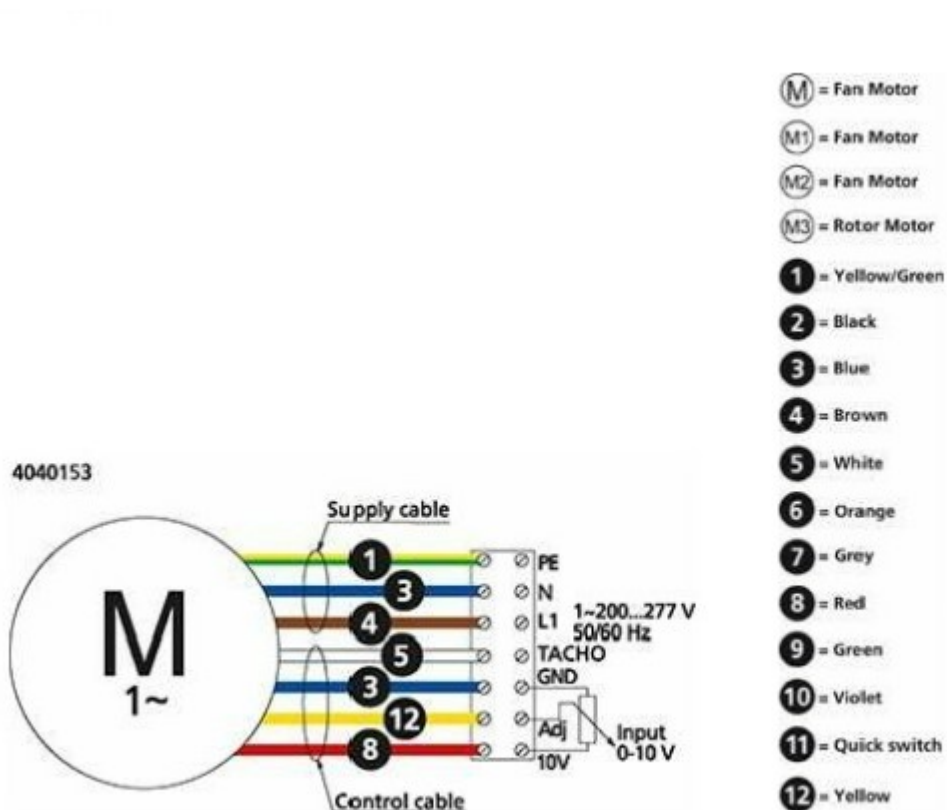 M = Fan Motor
M1 = Fan Motor
M2 = Fan Motor
M3 = Rotor Motor
1 = Yellow/Green
2 = Black
3 = Blue
4 = Brown
5 = White
6 = Orange
7 = Grey
8 = Red
9 = Green
10 = Violet
11 = Quick switch
12 = Yellow
4040153
Supply cable
M
1~
1
3
4
5
3
12
8
PE
N
L1
1~200...277 V
50/60 Hz
TACHO
GND
Adj
10V
Input
0-10 V
Control cable